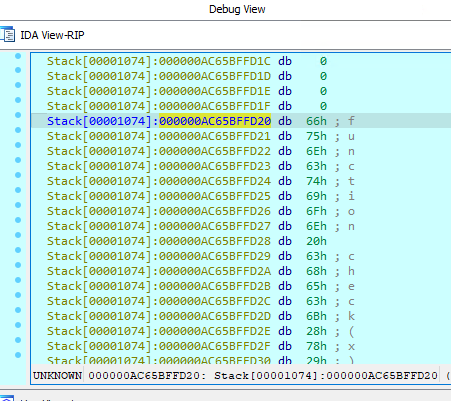 Debug View
IDA View-RIP
Stack[00001074]:000000AC65BFFD1C db    0
Stack[00001074]:000000AC65BFFD1D db    0
Stack[00001074]:000000AC65BFFD1E db    0
Stack[00001074]:000000AC65BFFD1F db    0
Stack[00001074]:000000AC65BFFD20 db  66h ; f
Stack[00001074]:000000AC65BFFD21 db  75h ; u
Stack[00001074]:000000AC65BFFD22 db  6Eh ; n
Stack[00001074]:000000AC65BFFD23 db  63h ; c
Stack[00001074]:000000AC65BFFD24 db  74h ; t
Stack[00001074]:000000AC65BFFD25 db  69h ; i
Stack[00001074]:000000AC65BFFD26 db  6Fh ; o
Stack[00001074]:000000AC65BFFD27 db  6Eh ; n
Stack[00001074]:000000AC65BFFD28 db  20h
Stack[00001074]:000000AC65BFFD29 db  63h ; c
Stack[00001074]:000000AC65BFFD2A db  68h ; h
Stack[00001074]:000000AC65BFFD2B db  65h ; e
Stack[00001074]:000000AC65BFFD2C db  63h ; c
Stack[00001074]:000000AC65BFFD2D db  6Bh ; k
Stack[00001074]:000000AC65BFFD2E db  28h ; (
Stack[00001074]:000000AC65BFFD2F db  78h ; x
Stack[00001074]:000000AC65BFFD30 db  29h ; )
UNKNOWN 000000AC65BFFD20: Stack[00001074]:000000AC65BFFD20 (